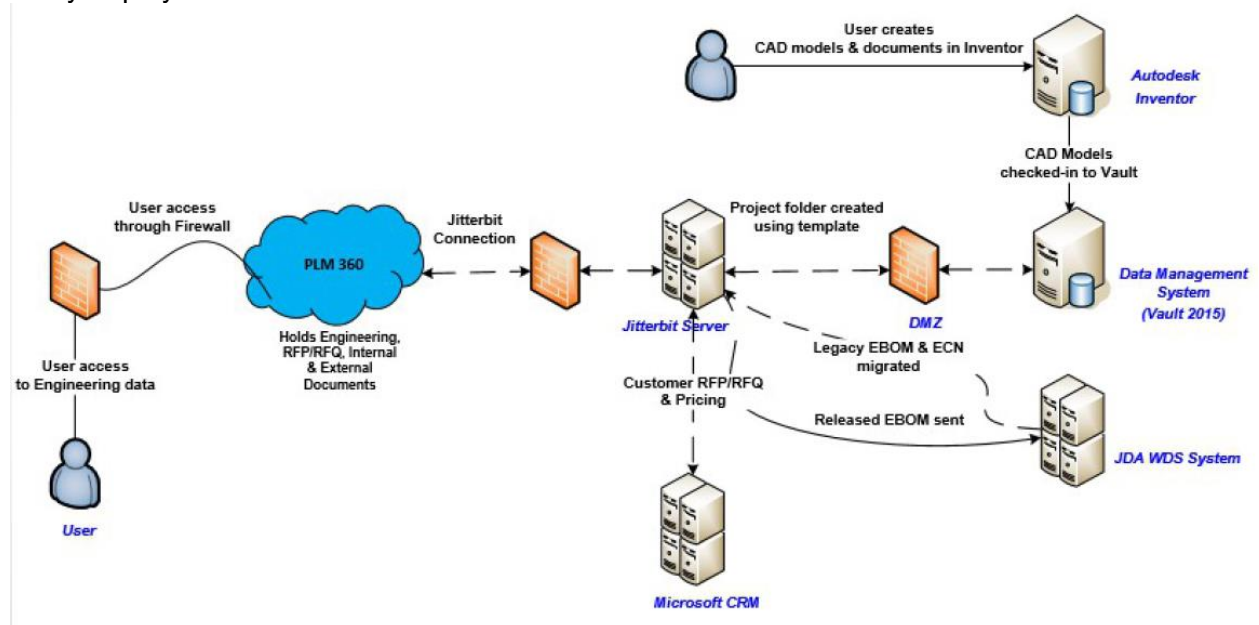 User creates
CAD models & documents in Inventor
Autodesk
Inventor
CAD Models
checked-in to Vault
User access
through Firewall
Jitterbit
Connection
Project folder created
using template
PLM 360
Data Management
System
(Vault 2015)
Jitterbit Server
DMZ
Holds Engineering,
RFP/RFQ, Internal
& External
Documents
Legacy EBOM & ECN
migrated
User access
to Engineering data
Customer RFP/RFQ
& Pricing
Released EBOM sent
JDA WDS System
User
Microsoft CRM